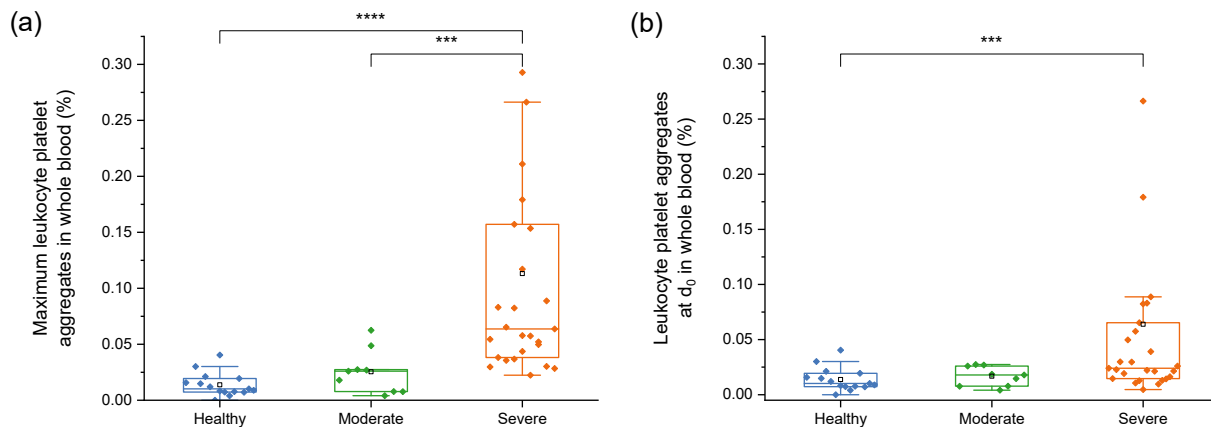 (a)
****
***
Maximum leukocyte platelet
aggregates in whole blood (%)
0.30
0.25
0.20
0.15
0.10
0.05
0.00
Healthy
Moderate
Severe
(b)
***
Leukocyte platelet aggregates
at d₀ in whole blood (%)
0.30
0.25
0.20
0.15
0.10
0.05
0.00
Healthy
Moderate
Severe